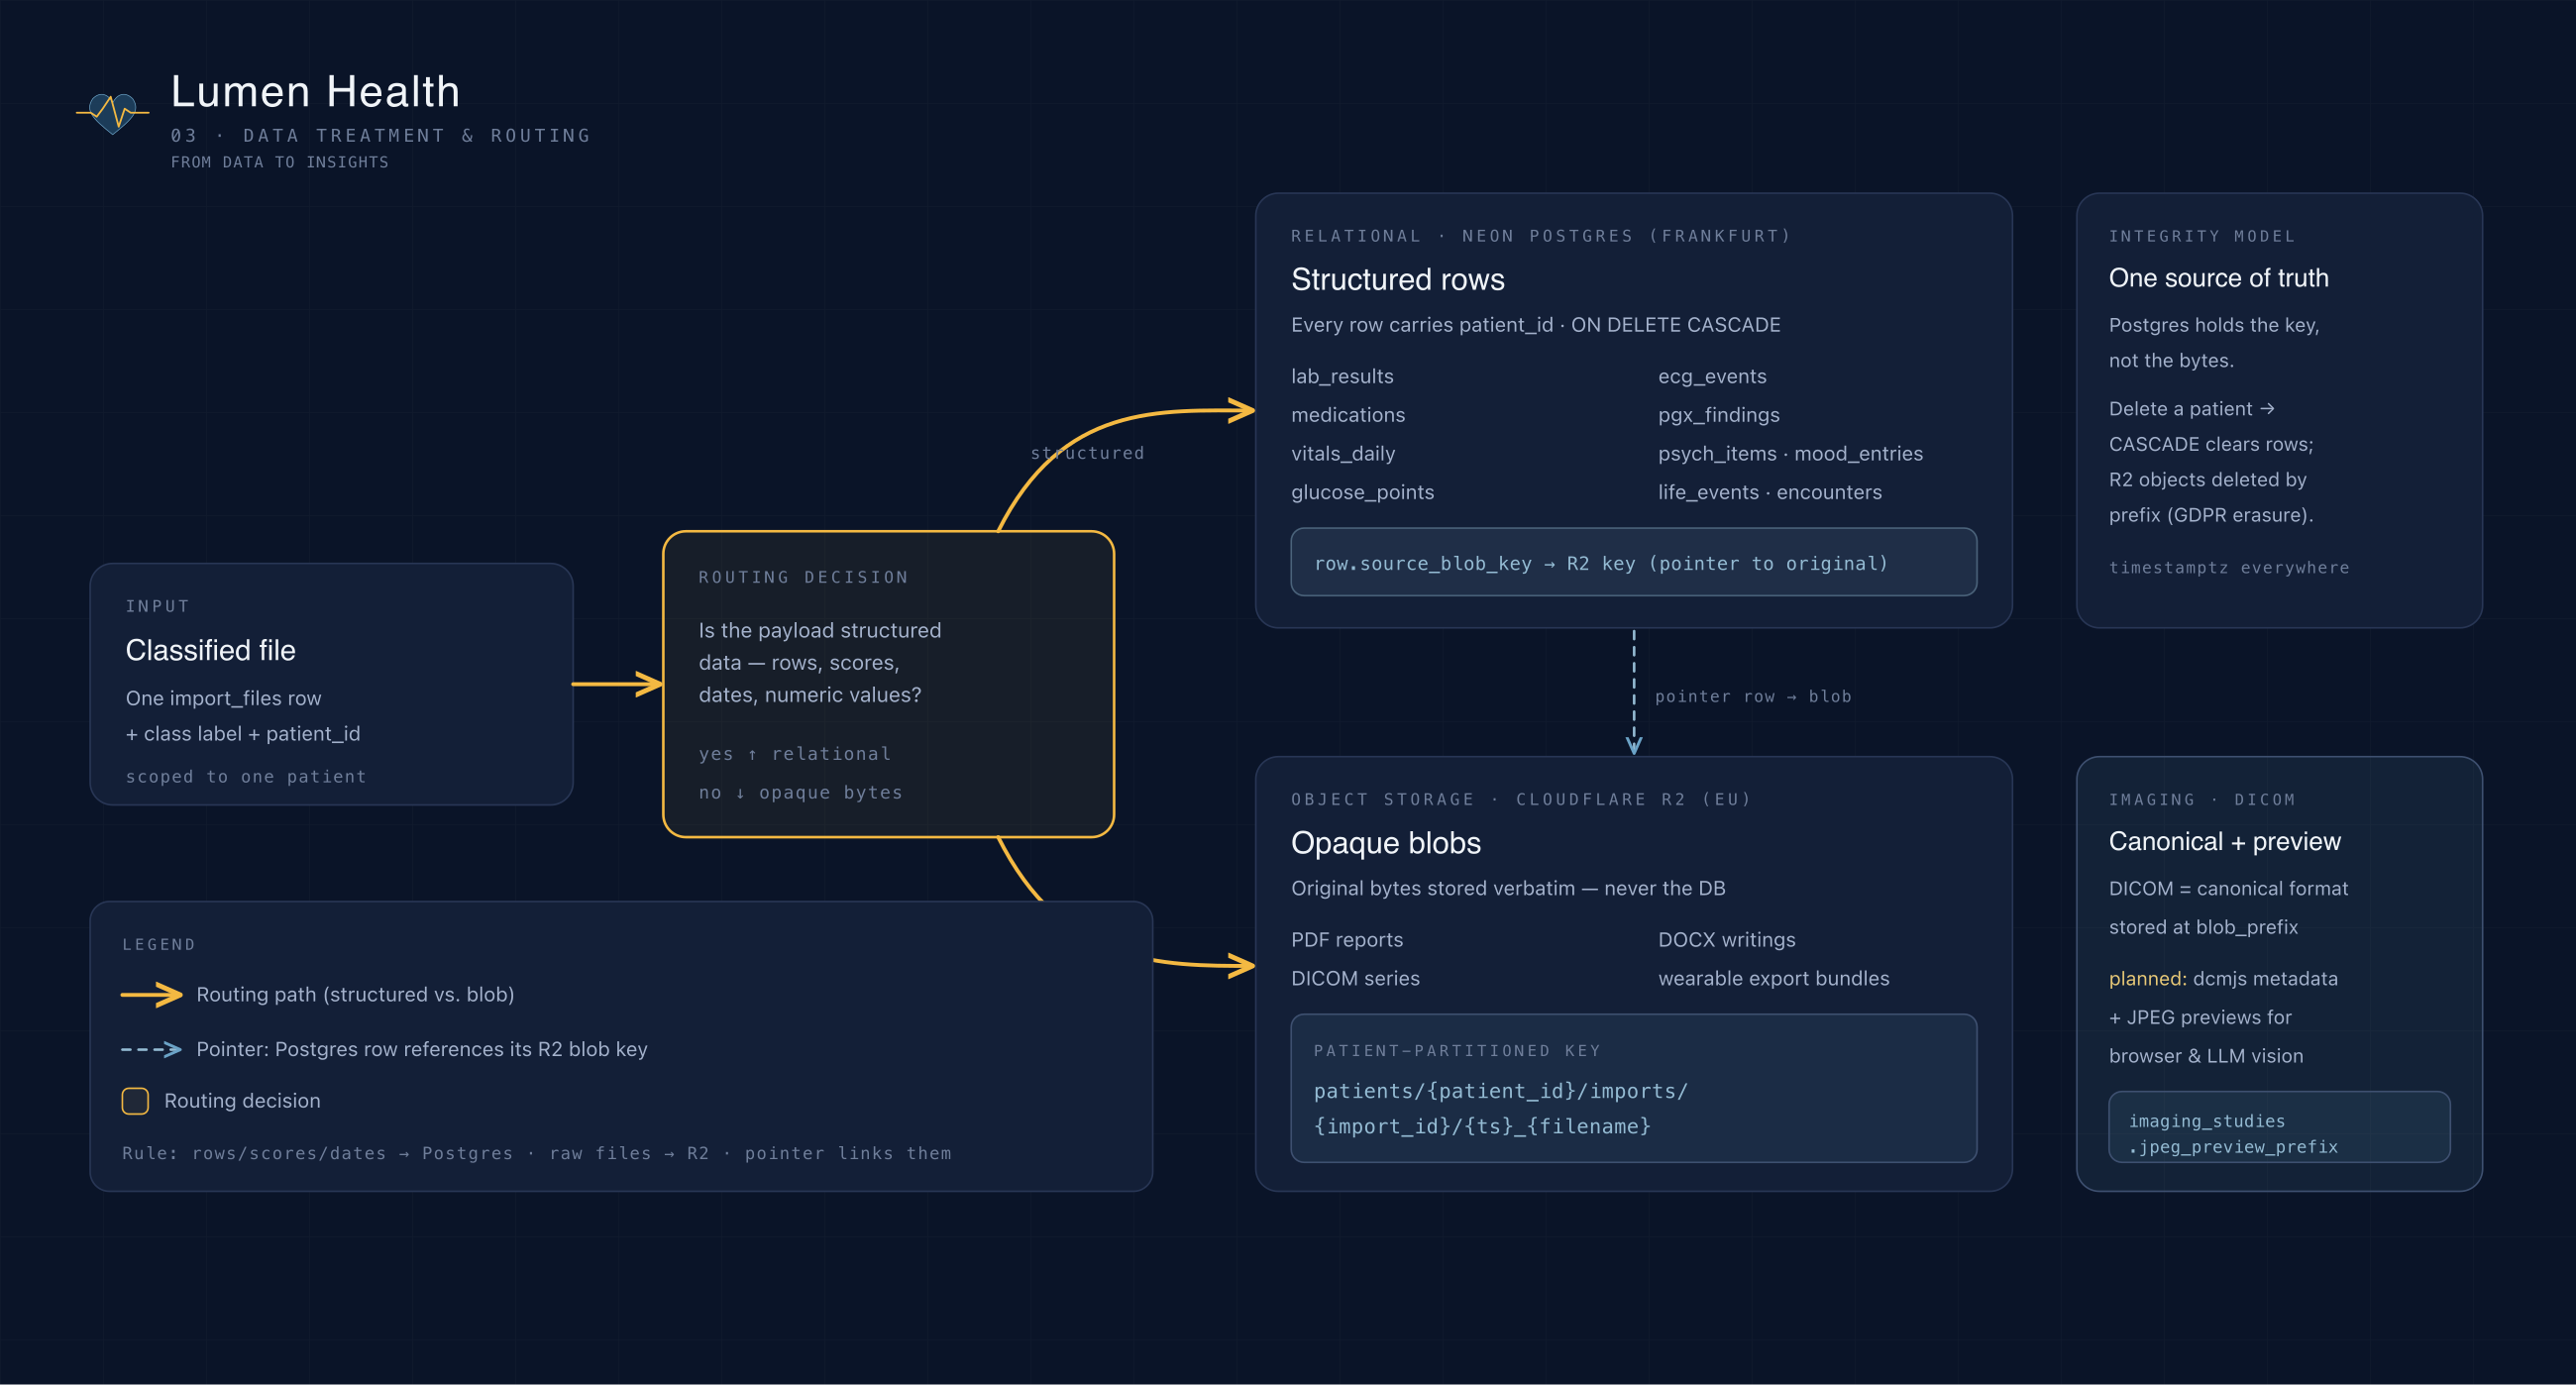 Lumen Health
03 · DATA TREATMENT & ROUTING
FROM DATA TO INSIGHTS
INPUT
Classified file
One import_files row
+ class label + patient_id
scoped to one patient
ROUTING DECISION
Is the payload structured
data — rows, scores,
dates, numeric values?
yes ↑ relational
no ↓ opaque bytes
structured
RELATIONAL · NEON POSTGRES (FRANKFURT)
Structured rows
Every row carries patient_id · ON DELETE CASCADE
lab_results
ecg_events
medications
pgx_findings
vitals_daily
psych_items · mood_entries
glucose_points
life_events · encounters
row.source_blob_key → R2 key (pointer to original)
INTEGRITY MODEL
One source of truth
Postgres holds the key,
not the bytes.
Delete a patient →
CASCADE clears rows;
R2 objects deleted by
prefix (GDPR erasure).
timestamptz everywhere
pointer row → blob
OBJECT STORAGE · CLOUDFLARE R2 (EU)
Opaque blobs
Original bytes stored verbatim — never the DB
PDF reports
DOCX writings
DICOM series
wearable export bundles
PATIENT-PARTITIONED KEY
patients/{patient_id}/imports/
{import_id}/{ts}_{filename}
IMAGING · DICOM
Canonical + preview
DICOM = canonical format
stored at blob_prefix
planned: dcmjs metadata
+ JPEG previews for
browser & LLM vision
imaging_studies
.jpeg_preview_prefix
LEGEND
Routing path (structured vs. blob)
Pointer: Postgres row references its R2 blob key
Routing decision
Rule: rows/scores/dates → Postgres · raw files → R2 · pointer links them